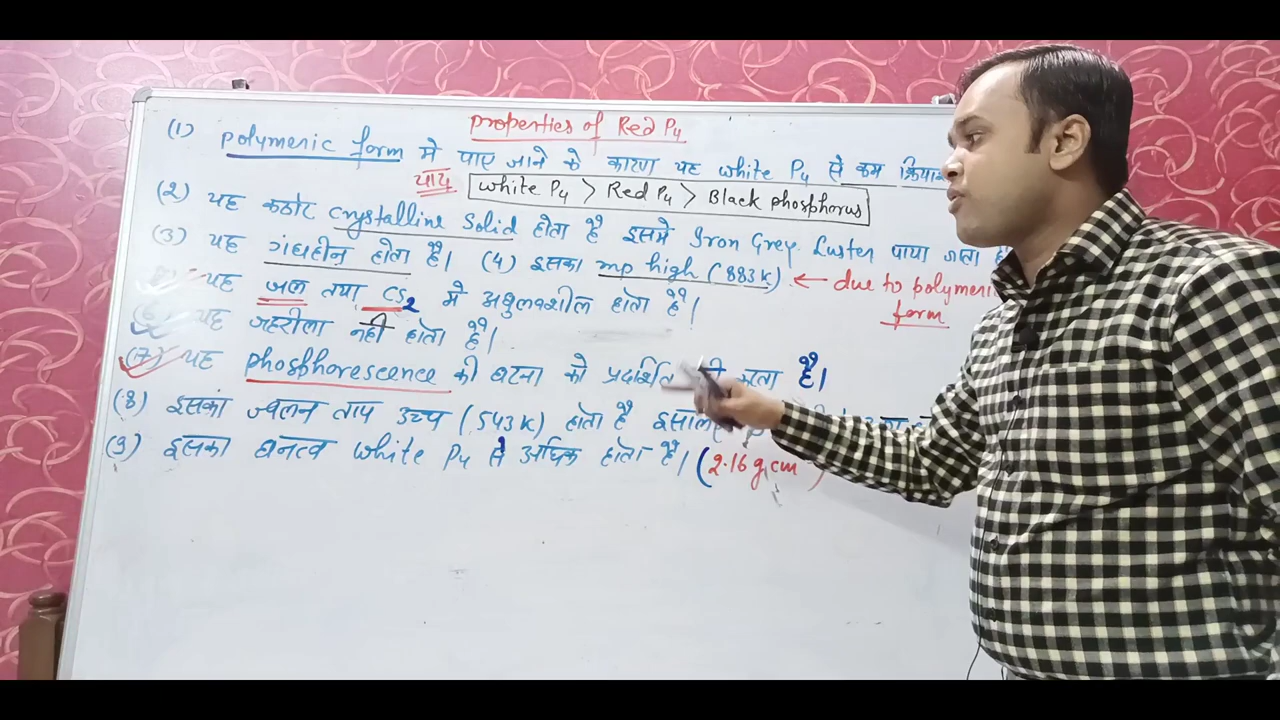 properties of Red P4
(1) polymeric form में पाए जाने के कारण यह white P4 से कम
पाय white P4 > Red P4 > Black phosphorus
(2) यह कठोर crystalline solid होता है इसमे Iron Grey Luster पाया जाता
(3) यह गंधहीन होता है। (4) इसका mp high (883K) ← due to polymeric form
यह जल तथा CS2 में अघुलनशील होता है।
(6) यह जहरीला नही होता है।
(7) यह phosphorescence की घटना को प्रदर्शित नही करता है।
(8) इसका ज्वलन ताप उच्च (543K) होता है
(9) इसका घनत्व white P4 से अधिक होता है। (2.16 g cm